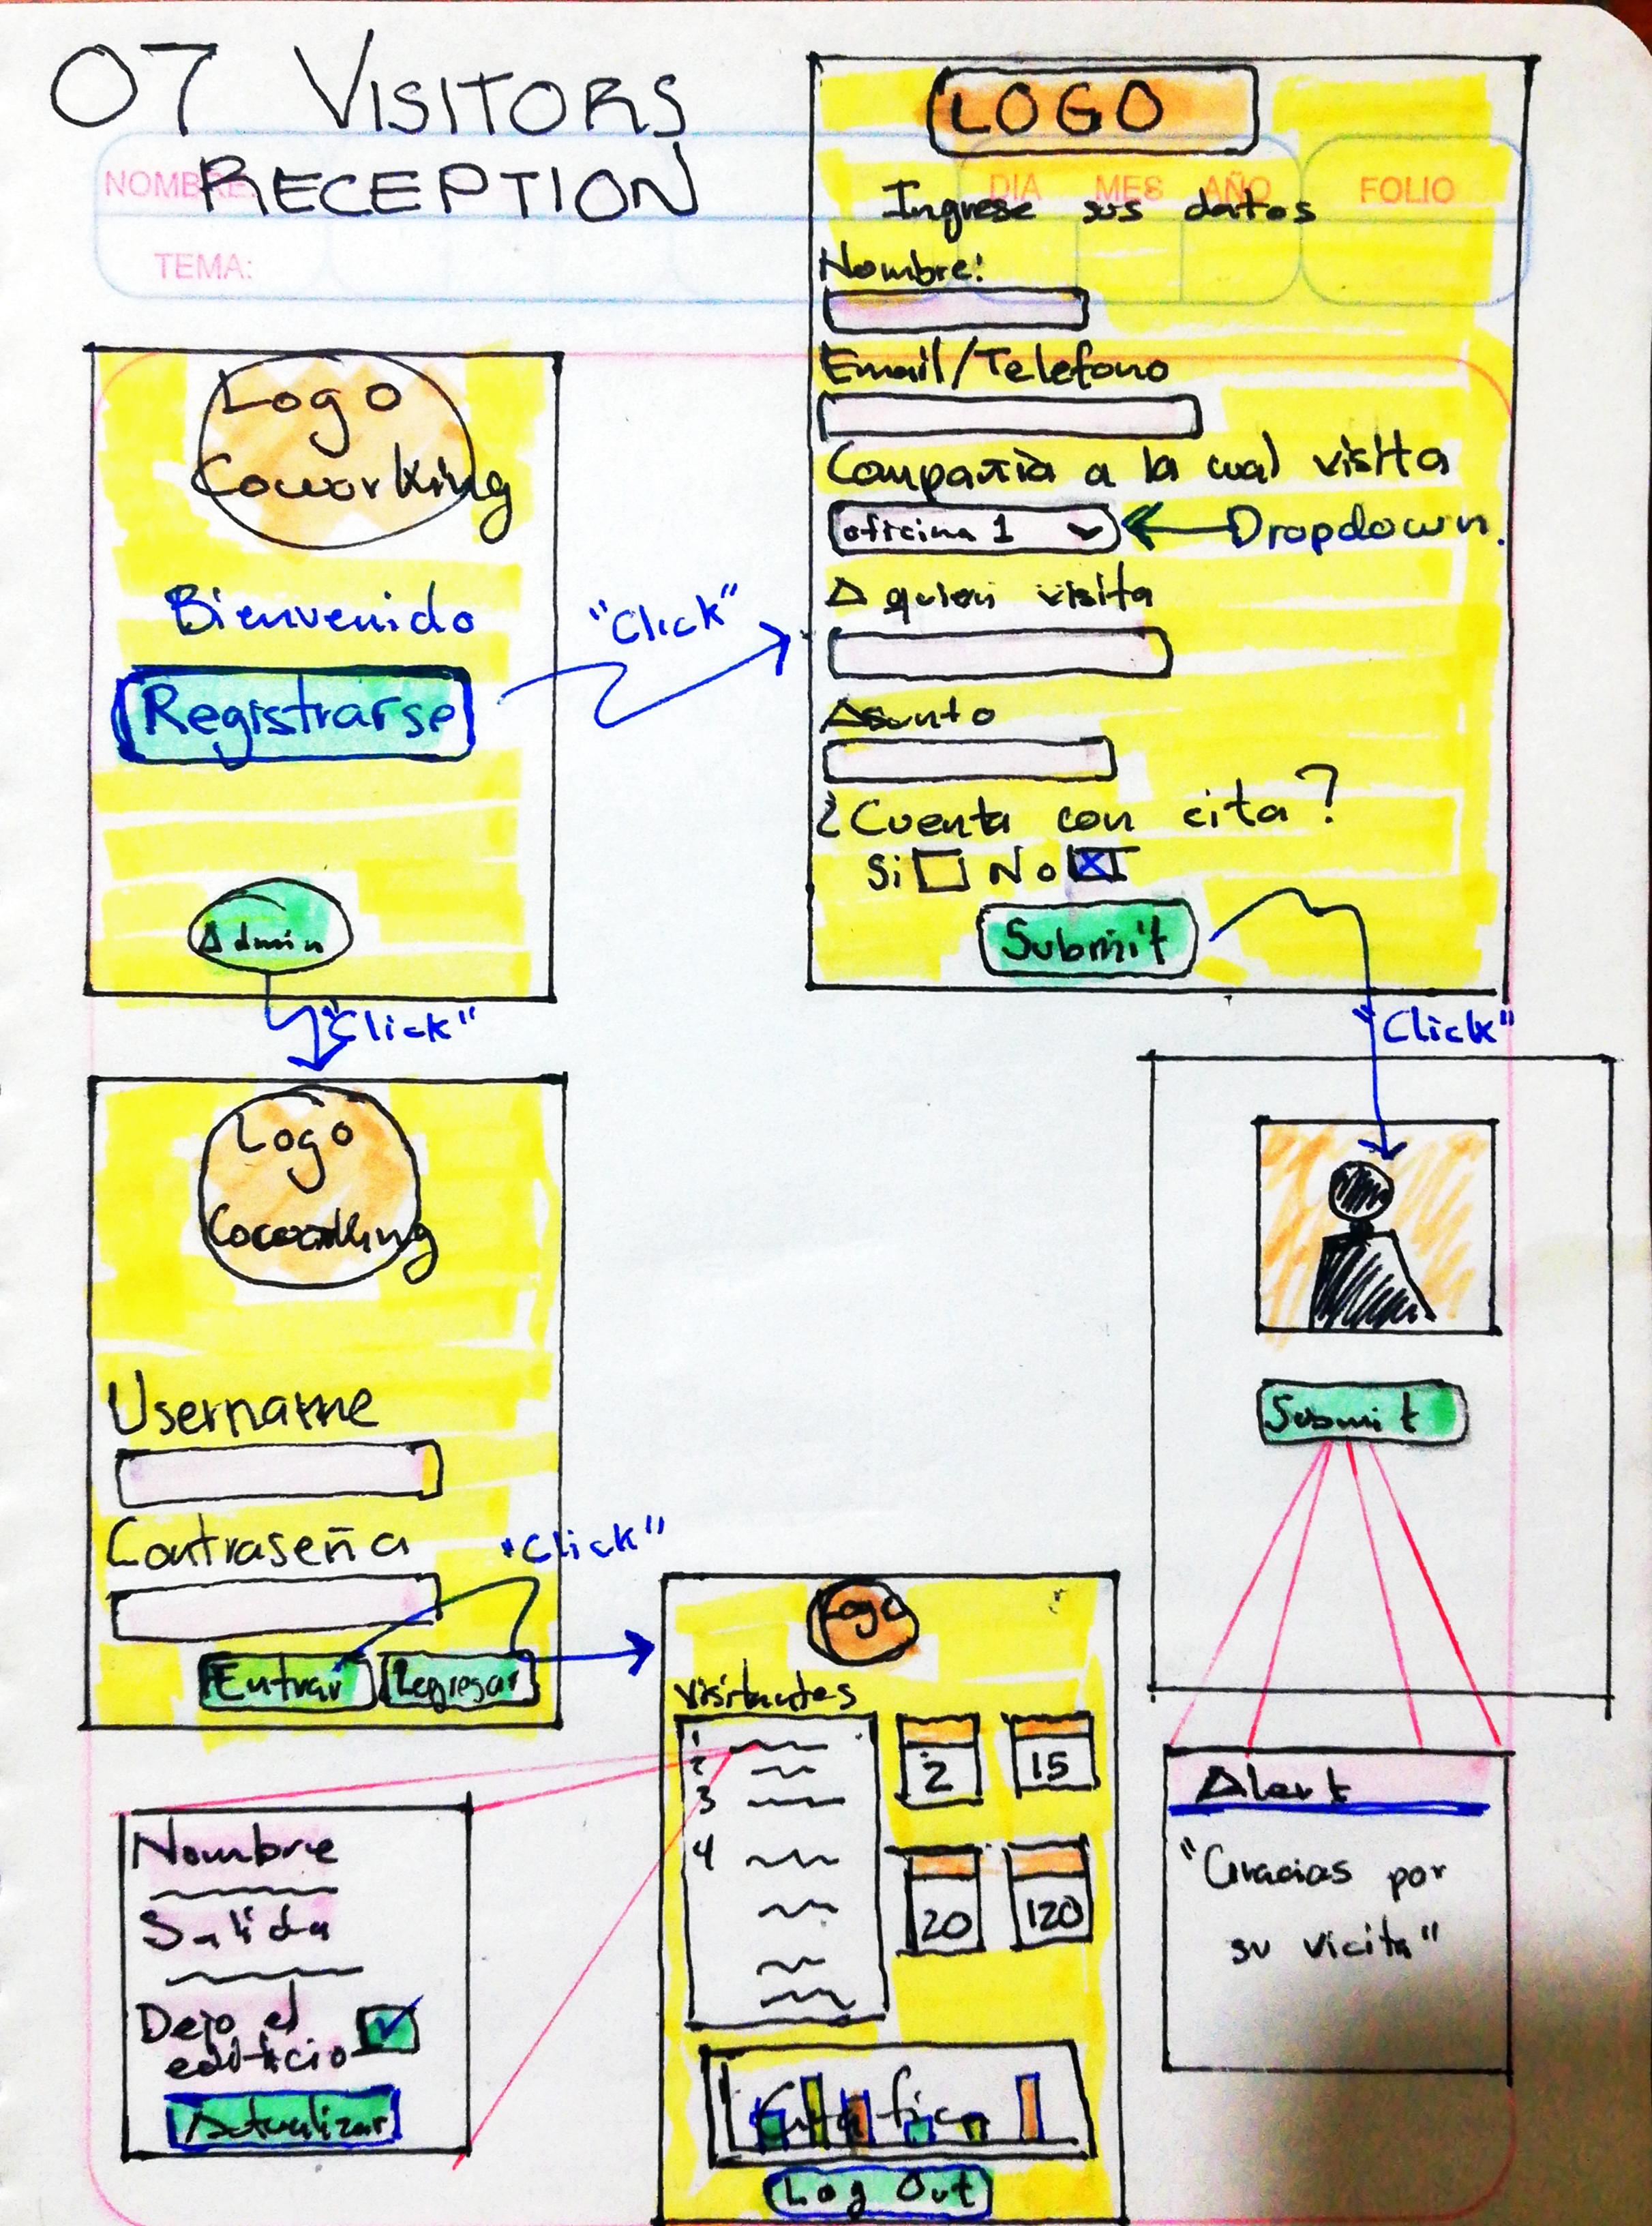 07 VISITORS
RECEPTION
NOMBRE
DIA MES AÑO FOLIO
TEMA:
Logo
Coworking
Bienvenido
Registrarse
Admin
"Click"
"Click"
LOGO
Ingrese sus datos
Nombre:
Email/Telefono
Compañia a la cual visita
oficina 1
Dropdown.
A quien visita
Asunto
¿Cuenta con cita?
Si No
Submit
"Click"
Submit
Alert
"Gracias por
su vicita"
Logo
Coworking
Username
Contraseña
Entrar Regresar
"Click"
Logo
Visitantes
1
2
3
4
2 15
20 120
Grafica
Log Out
Nombre
Salida
Dejo el
edificio
Actualizar